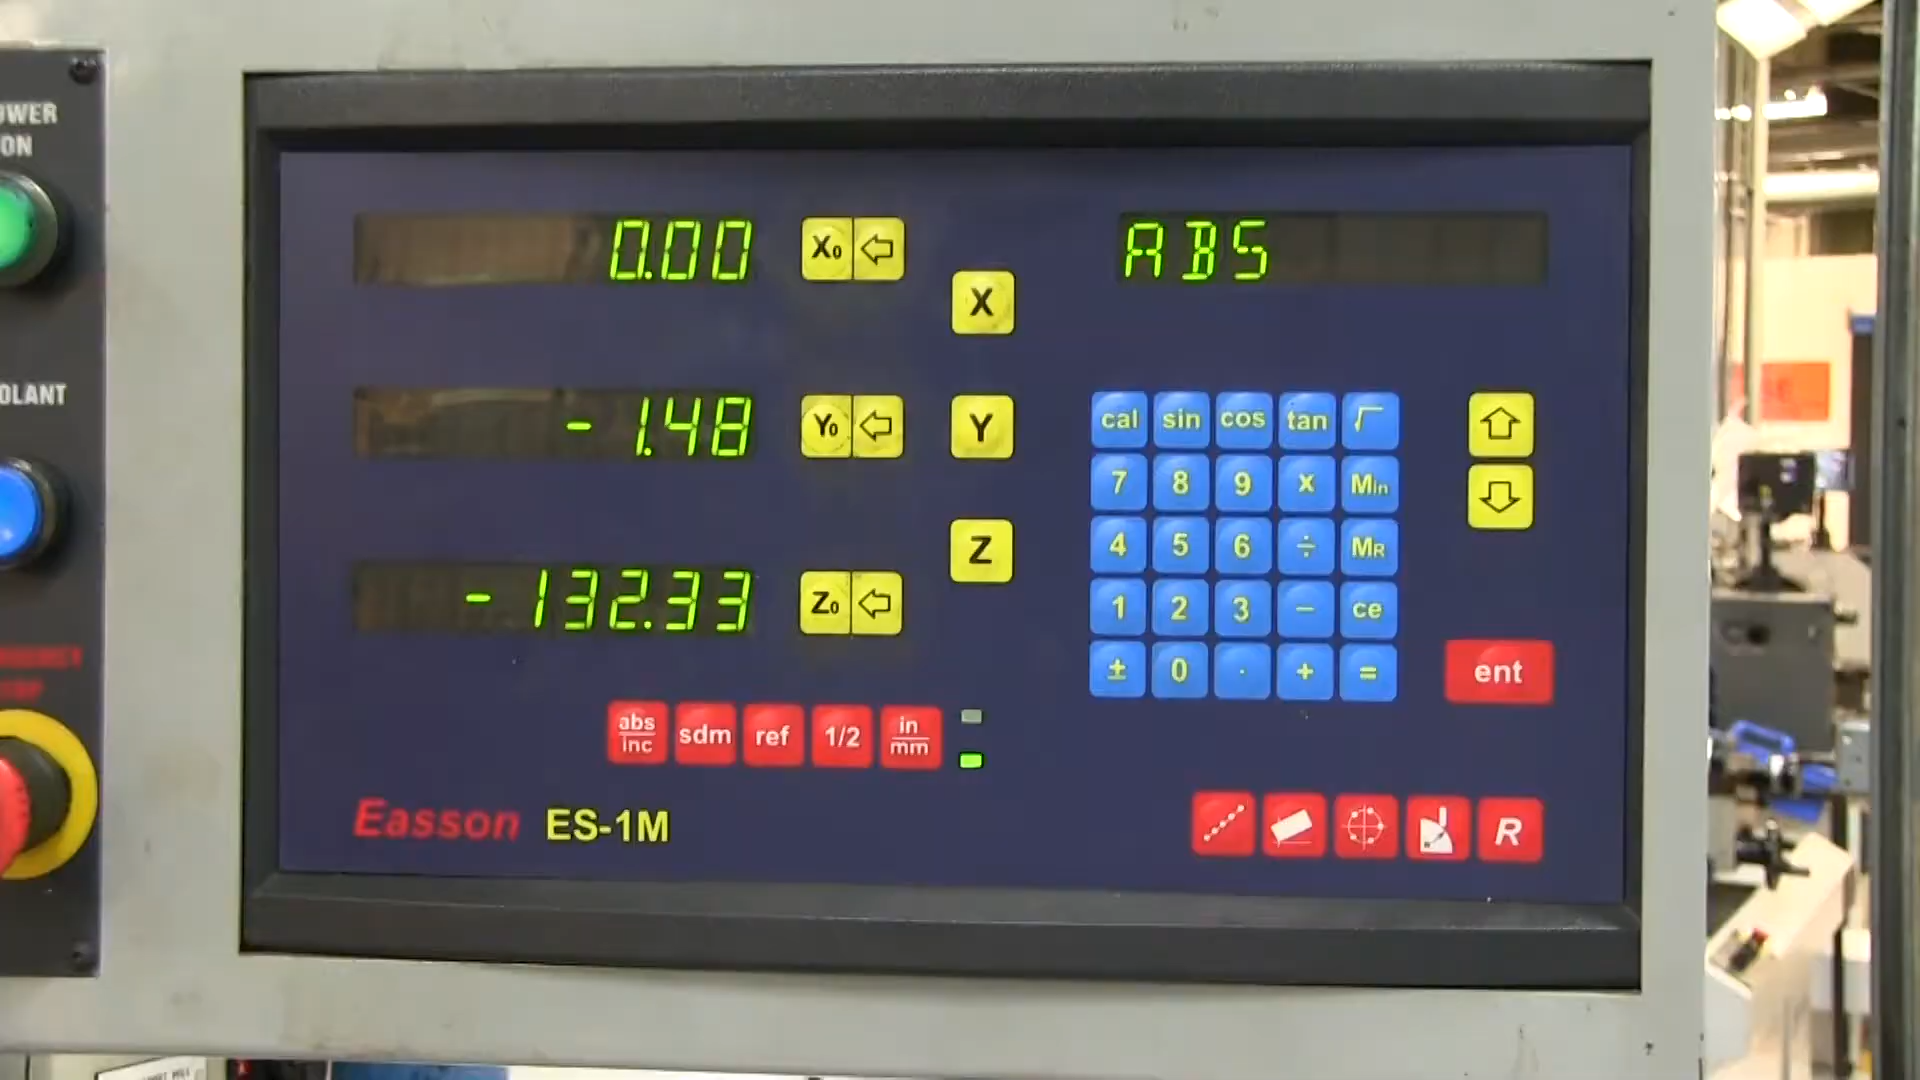 OWER
ON
OLANT
0.00
X0
X
ABS
-1.48
Y0
Y
cal sin cos tan √
7 8 9 x Min
4 5 6 ÷ MR
1 2 3 - ce
± 0 . + =
-132.33
Z0
Z
ent
abs
inc
sdm
ref
1/2
in
mm
Easson ES-1M
R